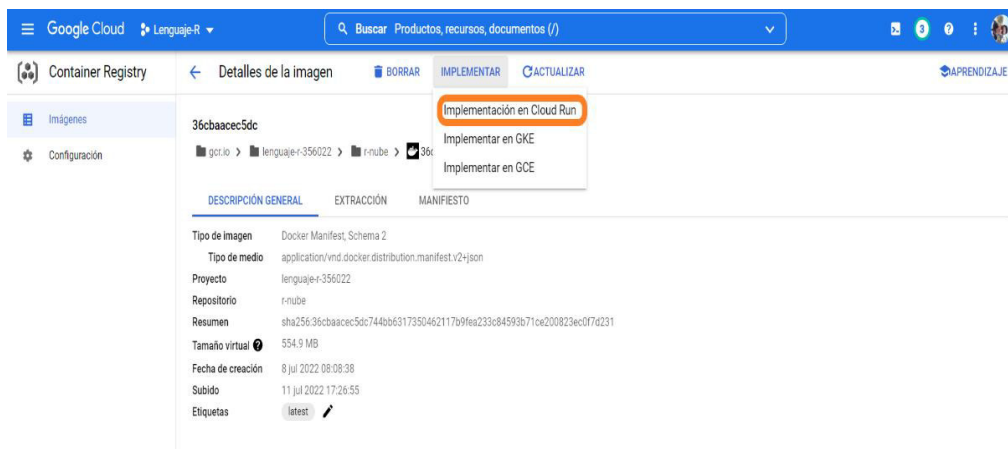 Google Cloud Lenguaje-R Buscar Productos, recursos, documentos (/) 3
Container Registry Detalles de la imagen BORRAR IMPLEMENTAR ACTUALIZAR APRENDIZAJE
Imágenes
Configuración
Implementación en Cloud Run
Implementar en GKE
Implementar en GCE
36cbaacec5dc
gcr.io > lenguaje-r-356022 > r-nube >
DESCRIPCIÓN GENERAL EXTRACCIÓN MANIFIESTO
Tipo de imagen Docker Manifest, Schema 2
Tipo de medio application/vnd.docker.distribution.manifest.v2+json
Proyecto lenguaje-r-356022
Repositorio r-nube
Resumen sha256:36cbaacec5dc744bb6317350462117b9fea233c84593b71ce200823ec0f7d231
Tamaño virtual 554.9 MB
Fecha de creación 8 jul 2022 08:08:38
Subido 11 jul 2022 17:26:55
Etiquetas latest